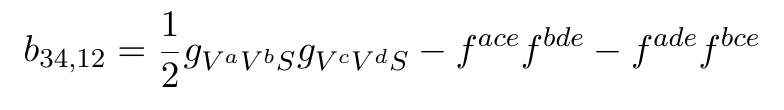 $b_{34,12} = \frac{1}{2} g_{V^a V^b S} g_{V^c V^d S} - f^{ace} f^{bde} - f^{ade} f^{bce}$